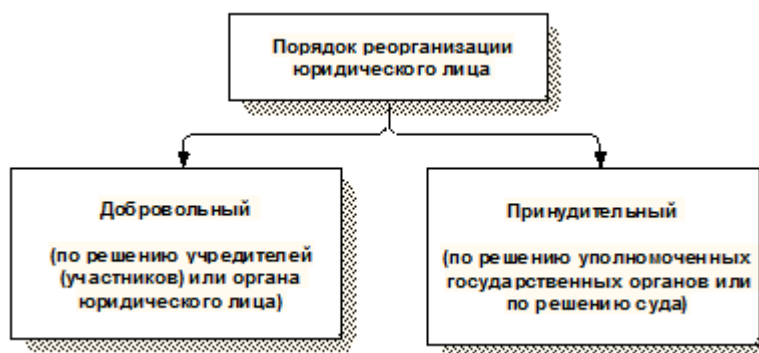 Порядок реорганизации
юридического лица
Добровольный
(по решению учредителей
(участников) или органа
юридического лица)
Принудительный
(по решению уполномоченных
государственных органов или
по решению суда)